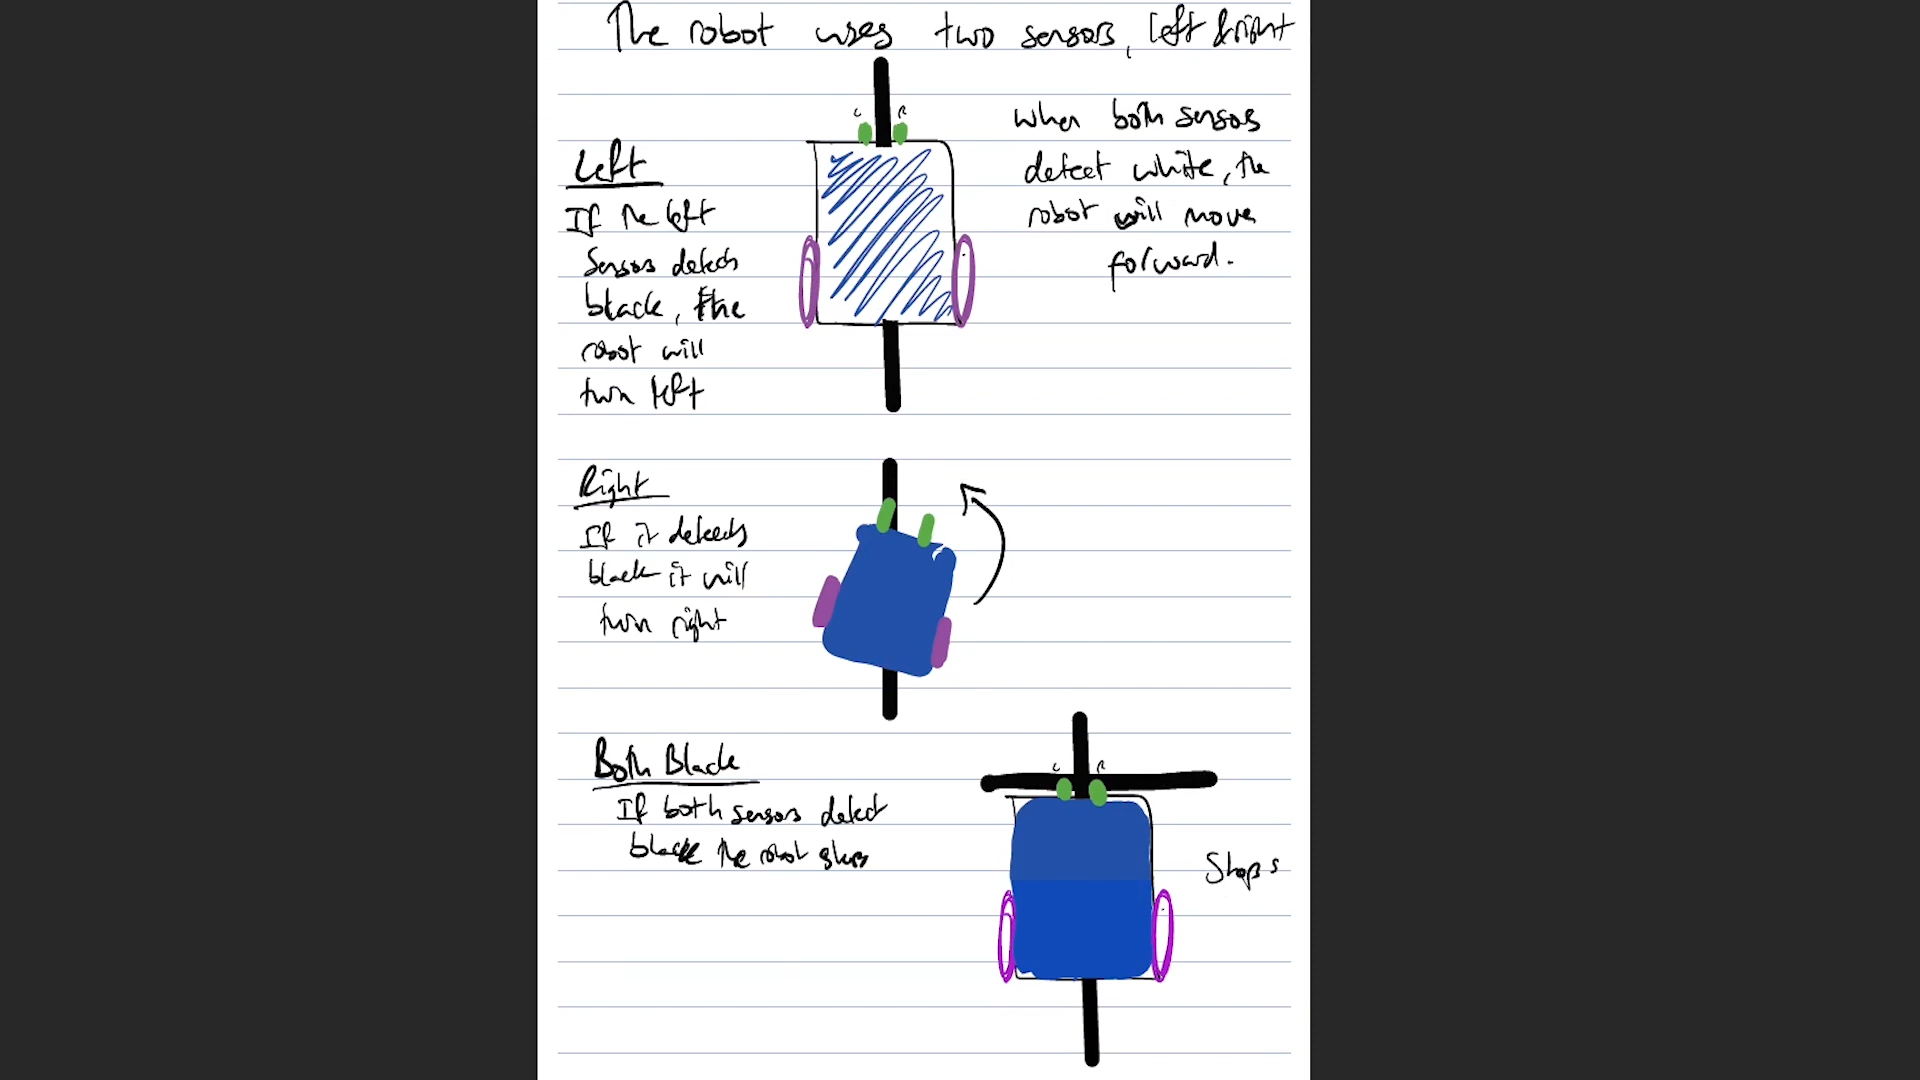 The robot uses two sensors, left & right
L R
when both sensors
detect white, the
robot will move
forward.
Left
If the left
sensors detects
black, the
robot will
turn left
Right
If it detects
black it will
turn right
Both Black
If both sensors detect
black the robot stops
L R
Stops